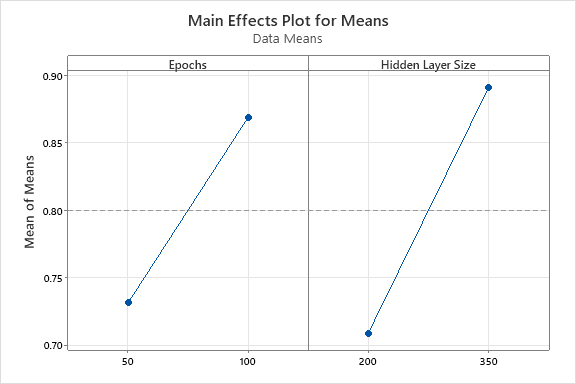 Main Effects Plot for Means
Data Means
Epochs Hidden Layer Size
0.90
0.85
0.80
0.75
0.70
Mean of Means
50 100 200 350